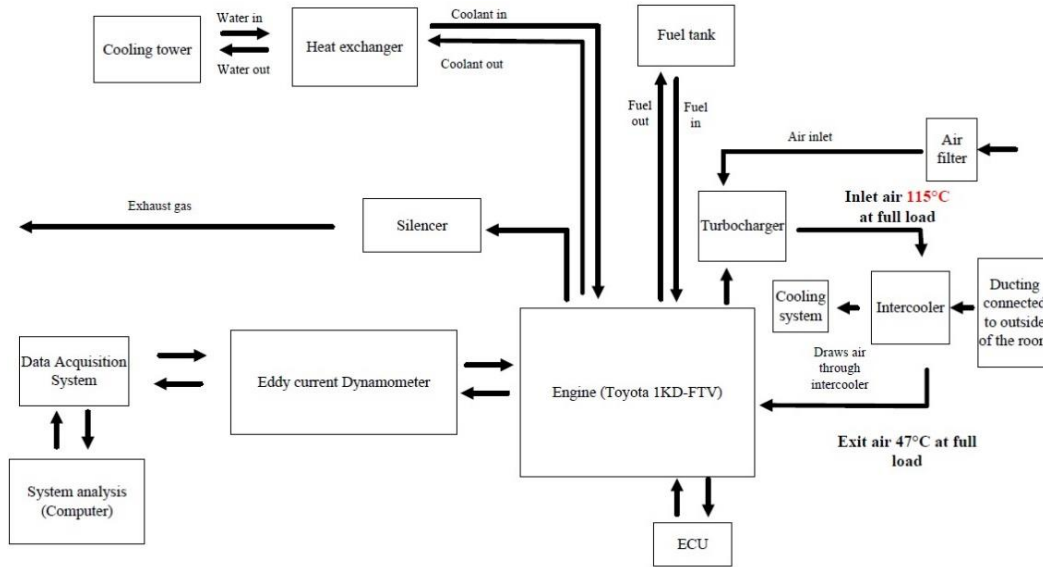 Water in
Cooling tower
Water out
Heat exchanger
Coolant in
Coolant out
Fuel tank
Fuel
out
Fuel
in
Air inlet
Air
filter
Exhaust gas
Silencer
Turbocharger
Inlet air 115°C
at full load
Cooling
system
Intercooler
Ducting
connected
to outside
of the room
Draws air
through
intercooler
Data Acquisition
System
Eddy current Dynamometer
Engine (Toyota 1KD-FTV)
Exit air 47°C at full
load
System analysis
(Computer)
ECU